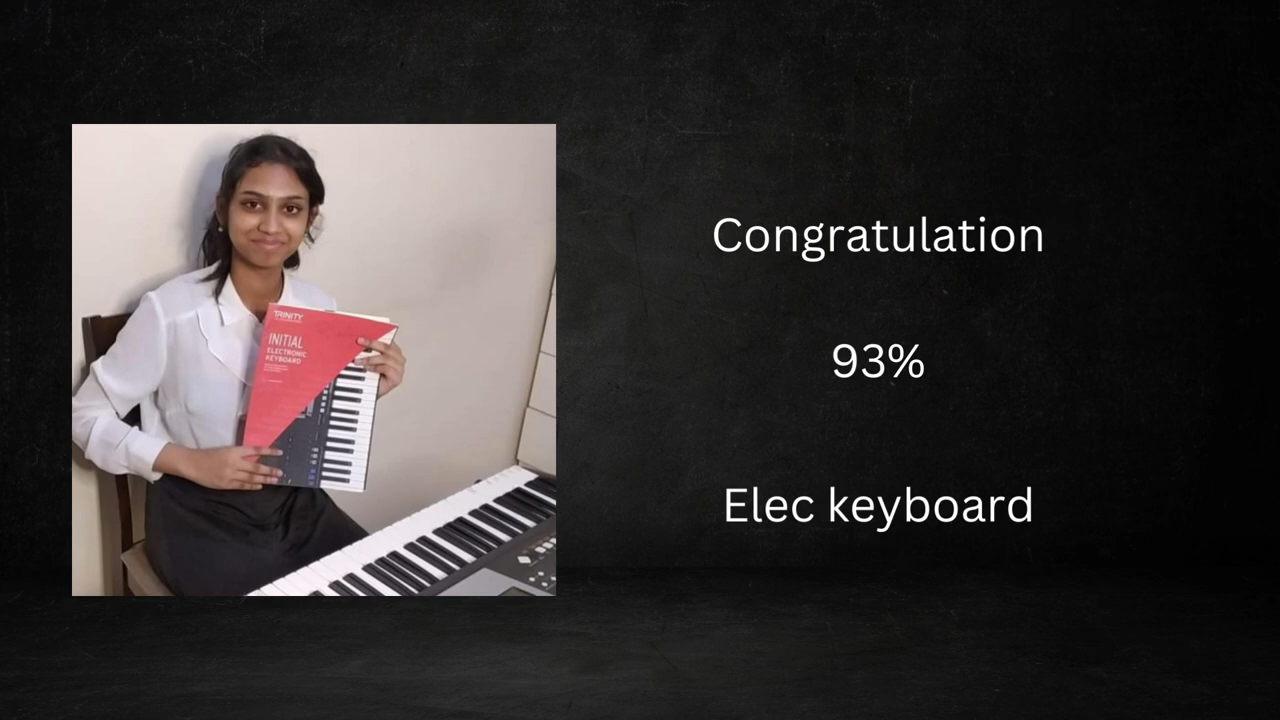 TRINITY
INITIAL
ELECTRONIC
KEYBOARD
Congratulation
93%
Elec keyboard